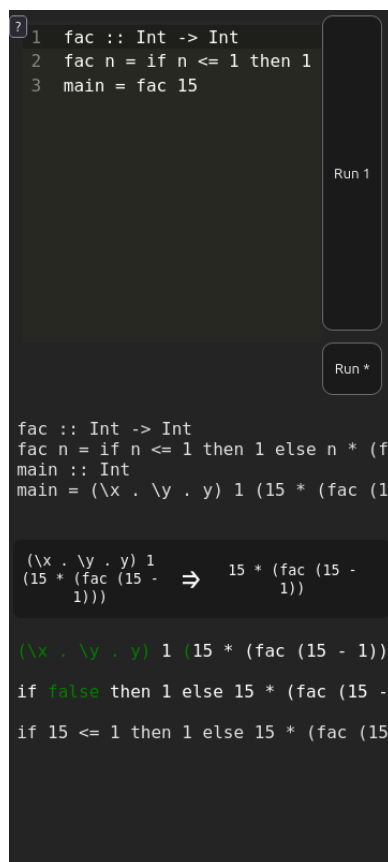 ?
1 fac :: Int -> Int
2 fac n = if n <= 1 then 1
3 main = fac 15
Run 1
Run *
fac :: Int -> Int
fac n = if n <= 1 then 1 else n * (f
main :: Int
main = (\x . \y . y) 1 (15 * (fac (1
(\x . \y . y) 1
(15 * (fac (15 -
1)))
⇒
15 * (fac (15 -
1))
(\x . \y . y) 1 (15 * (fac (15 - 1))
if false then 1 else 15 * (fac (15 -
if 15 <= 1 then 1 else 15 * (fac (15